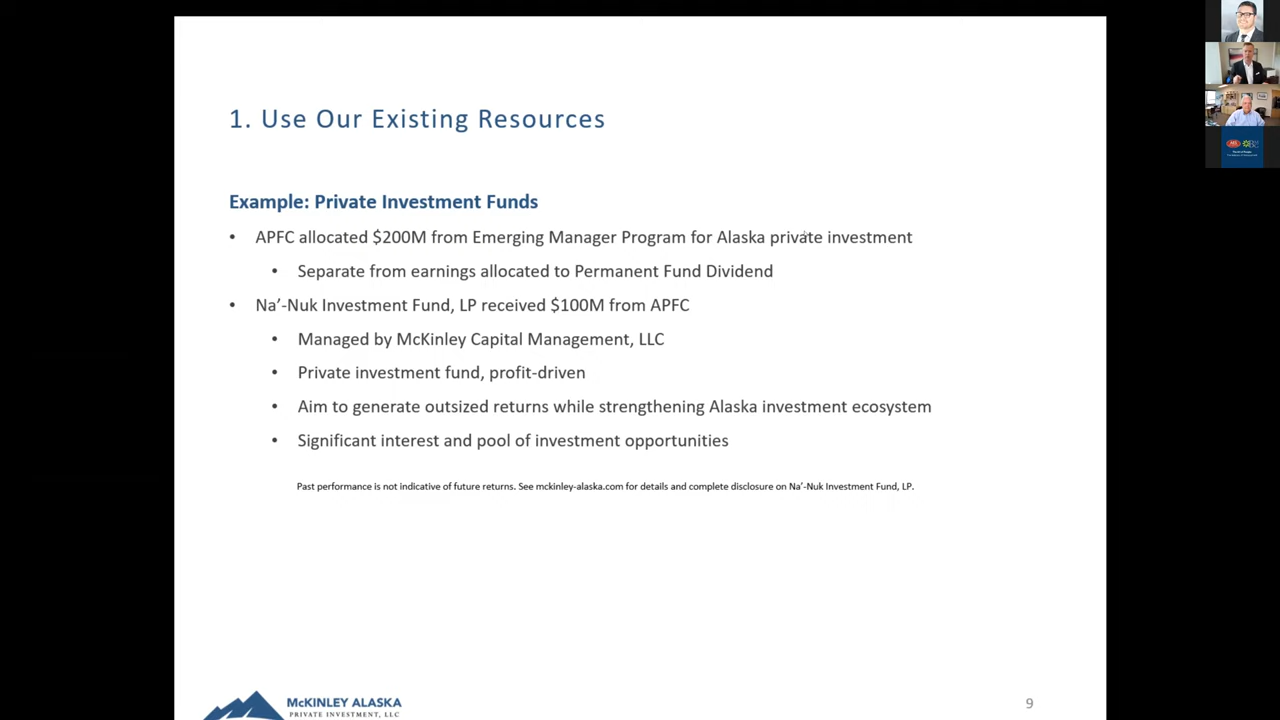 1. Use Our Existing Resources
Example: Private Investment Funds
• APFC allocated $200M from Emerging Manager Program for Alaska private investment
• Separate from earnings allocated to Permanent Fund Dividend
• Na’-Nuk Investment Fund, LP received $100M from APFC
• Managed by McKinley Capital Management, LLC
• Private investment fund, profit-driven
• Aim to generate outsized returns while strengthening Alaska investment ecosystem
• Significant interest and pool of investment opportunities
Past performance is not indicative of future returns. See mckinley-alaska.com for details and complete disclosure on Na’-Nuk Investment Fund, LP.
McKINLEY ALASKA
PRIVATE INVESTMENT, LLC
9